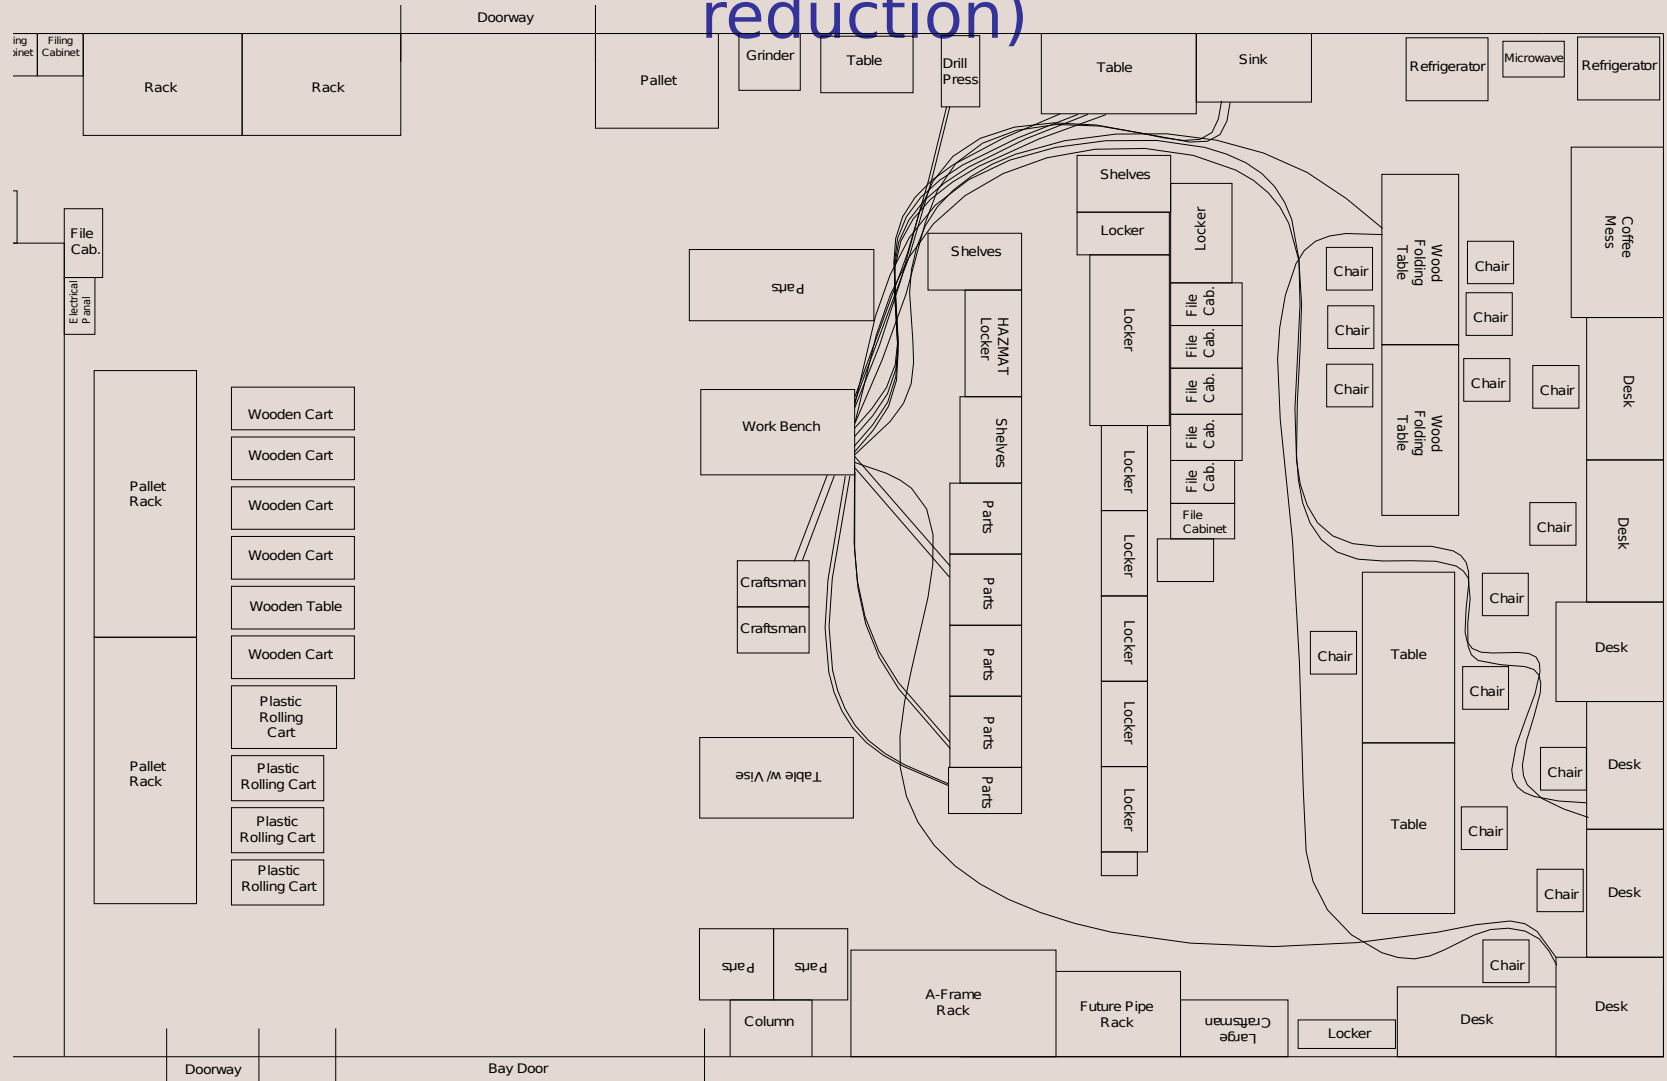 reduction)
Doorway
ing
inet
Filing
Cabinet
Rack
Rack
Pallet
Grinder
Table
Drill
Press
Table
Sink
Refrigerator
Microwave
Refrigerator
File
Cab.
Electrical
Panal
Parts
Shelves
Shelves
Locker
Locker
Locker
HAZMAT
Locker
Shelves
File
Cab.
File
Cab.
File
Cab.
File
Cab.
File
Cab.
File
Cabinet
Wood
Folding
Table
Wood
Folding
Table
Chair
Chair
Chair
Chair
Chair
Chair
Coffee
Mess
Desk
Chair
Desk
Chair
Pallet
Rack
Pallet
Rack
Wooden Cart
Wooden Cart
Wooden Cart
Wooden Cart
Wooden Table
Wooden Cart
Plastic
Rolling
Cart
Plastic
Rolling Cart
Plastic
Rolling Cart
Plastic
Rolling Cart
Work Bench
Craftsman
Craftsman
Table w/ Vise
Parts
Parts
Parts
Parts
Parts
Locker
Locker
Locker
Locker
Locker
Chair
Chair
Table
Chair
Table
Chair
Desk
Desk
Chair
Desk
Chair
Chair
Desk
Desk
Parts
Parts
Column
A-Frame
Rack
Future Pipe
Rack
Large
Craftsman
Locker
Doorway
Bay Door